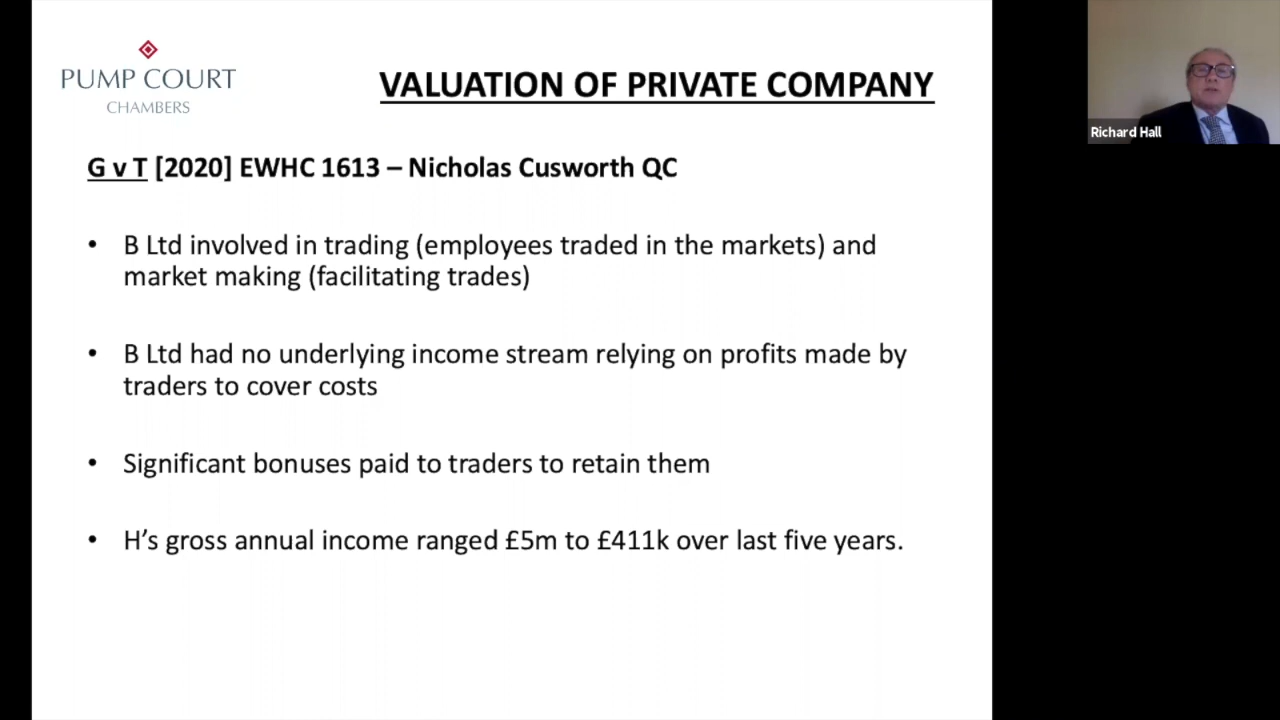 PUMP COURT
CHAMBERS
VALUATION OF PRIVATE COMPANY
Richard Hall
G v T [2020] EWHC 1613 – Nicholas Cusworth QC
• B Ltd involved in trading (employees traded in the markets) and
market making (facilitating trades)
• B Ltd had no underlying income stream relying on profits made by
traders to cover costs
• Significant bonuses paid to traders to retain them
• H’s gross annual income ranged £5m to £411k over last five years.